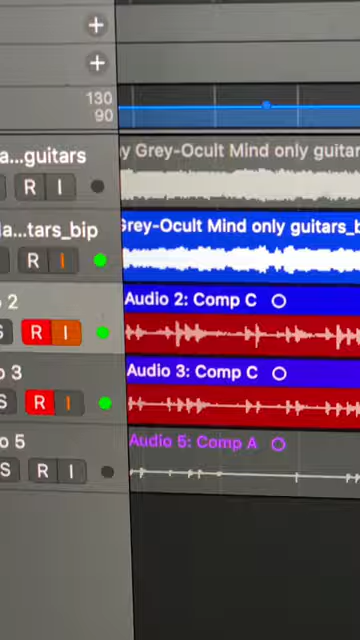 +
+
130
90
a...guitars
y Grey-Ocult Mind only guitar
R I
la...tars_bip
Grey-Ocult Mind only guitars_b
R I
o 2
Audio 2: Comp C
S R I
o 3
Audio 3: Comp C
S R I
o 5
Audio 5: Comp A
S R I